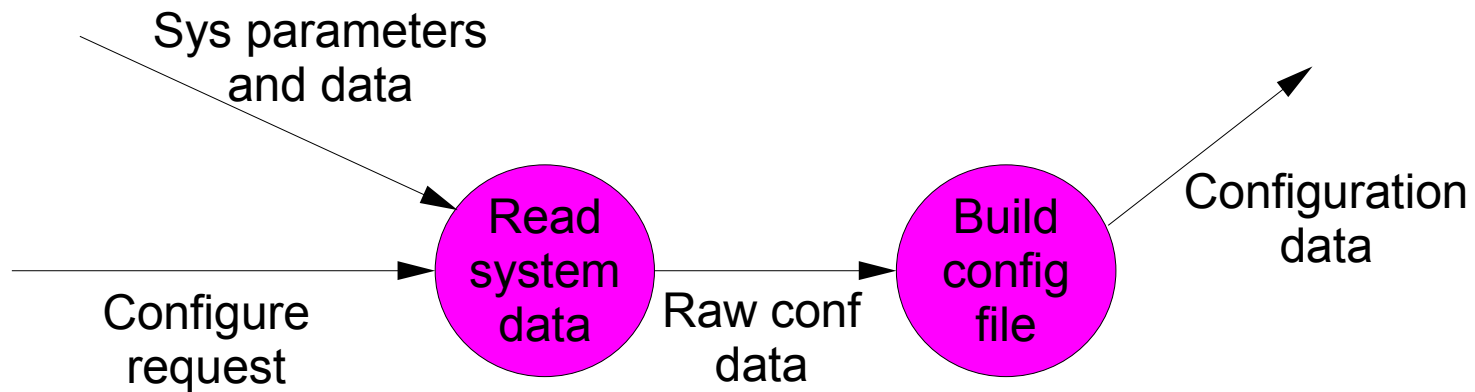 Sys parameters
and data
Configure
request
Read
system
data
Raw conf
data
Build
config
file
Configuration
data